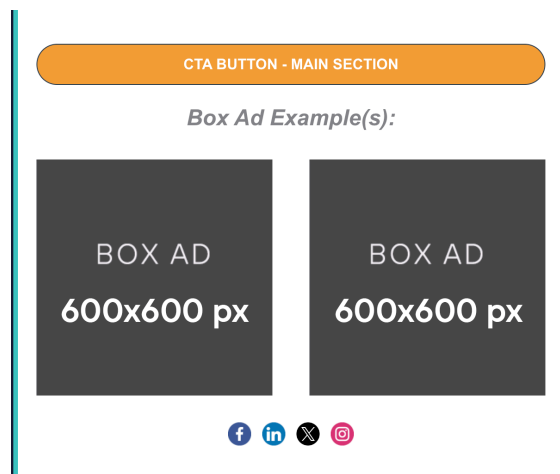 CTA BUTTON - MAIN SECTION
Box Ad Example(s):
BOX AD
600x600 px
BOX AD
600x600 px